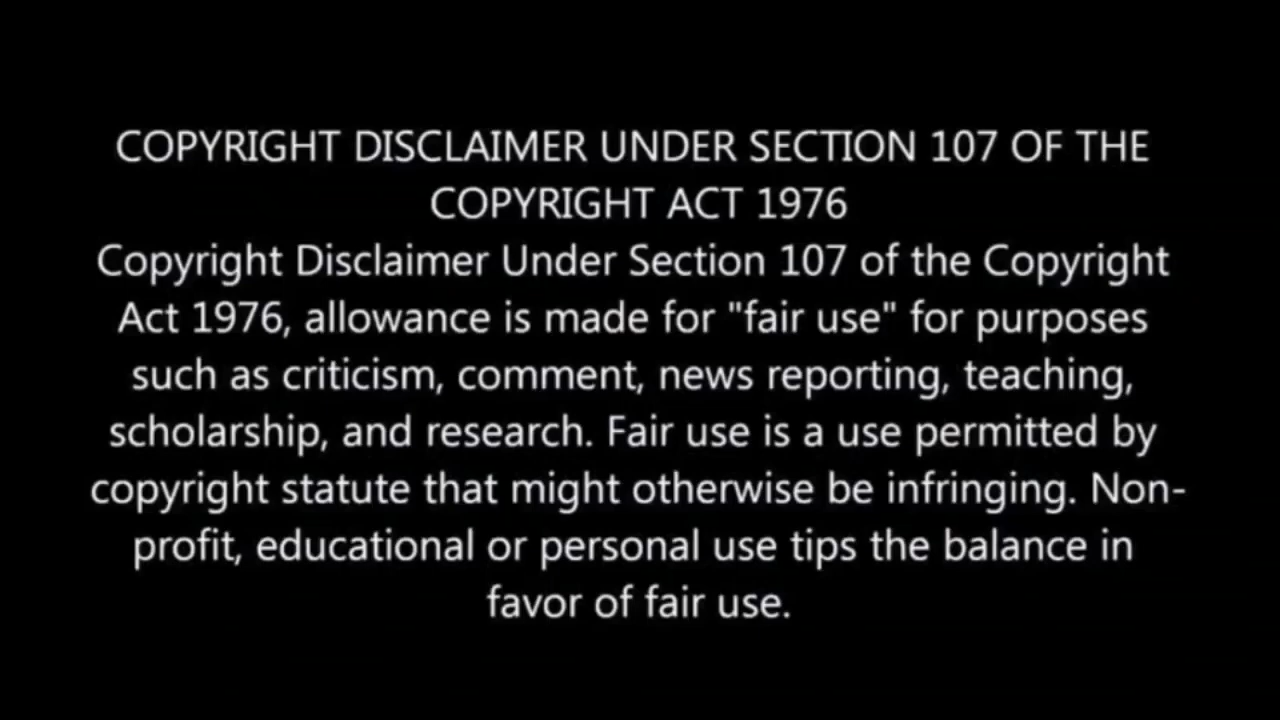 COPYRIGHT DISCLAIMER UNDER SECTION 107 OF THE
COPYRIGHT ACT 1976
Copyright Disclaimer Under Section 107 of the Copyright
Act 1976, allowance is made for "fair use" for purposes
such as criticism, comment, news reporting, teaching,
scholarship, and research. Fair use is a use permitted by
copyright statute that might otherwise be infringing. Non-
profit, educational or personal use tips the balance in
favor of fair use.